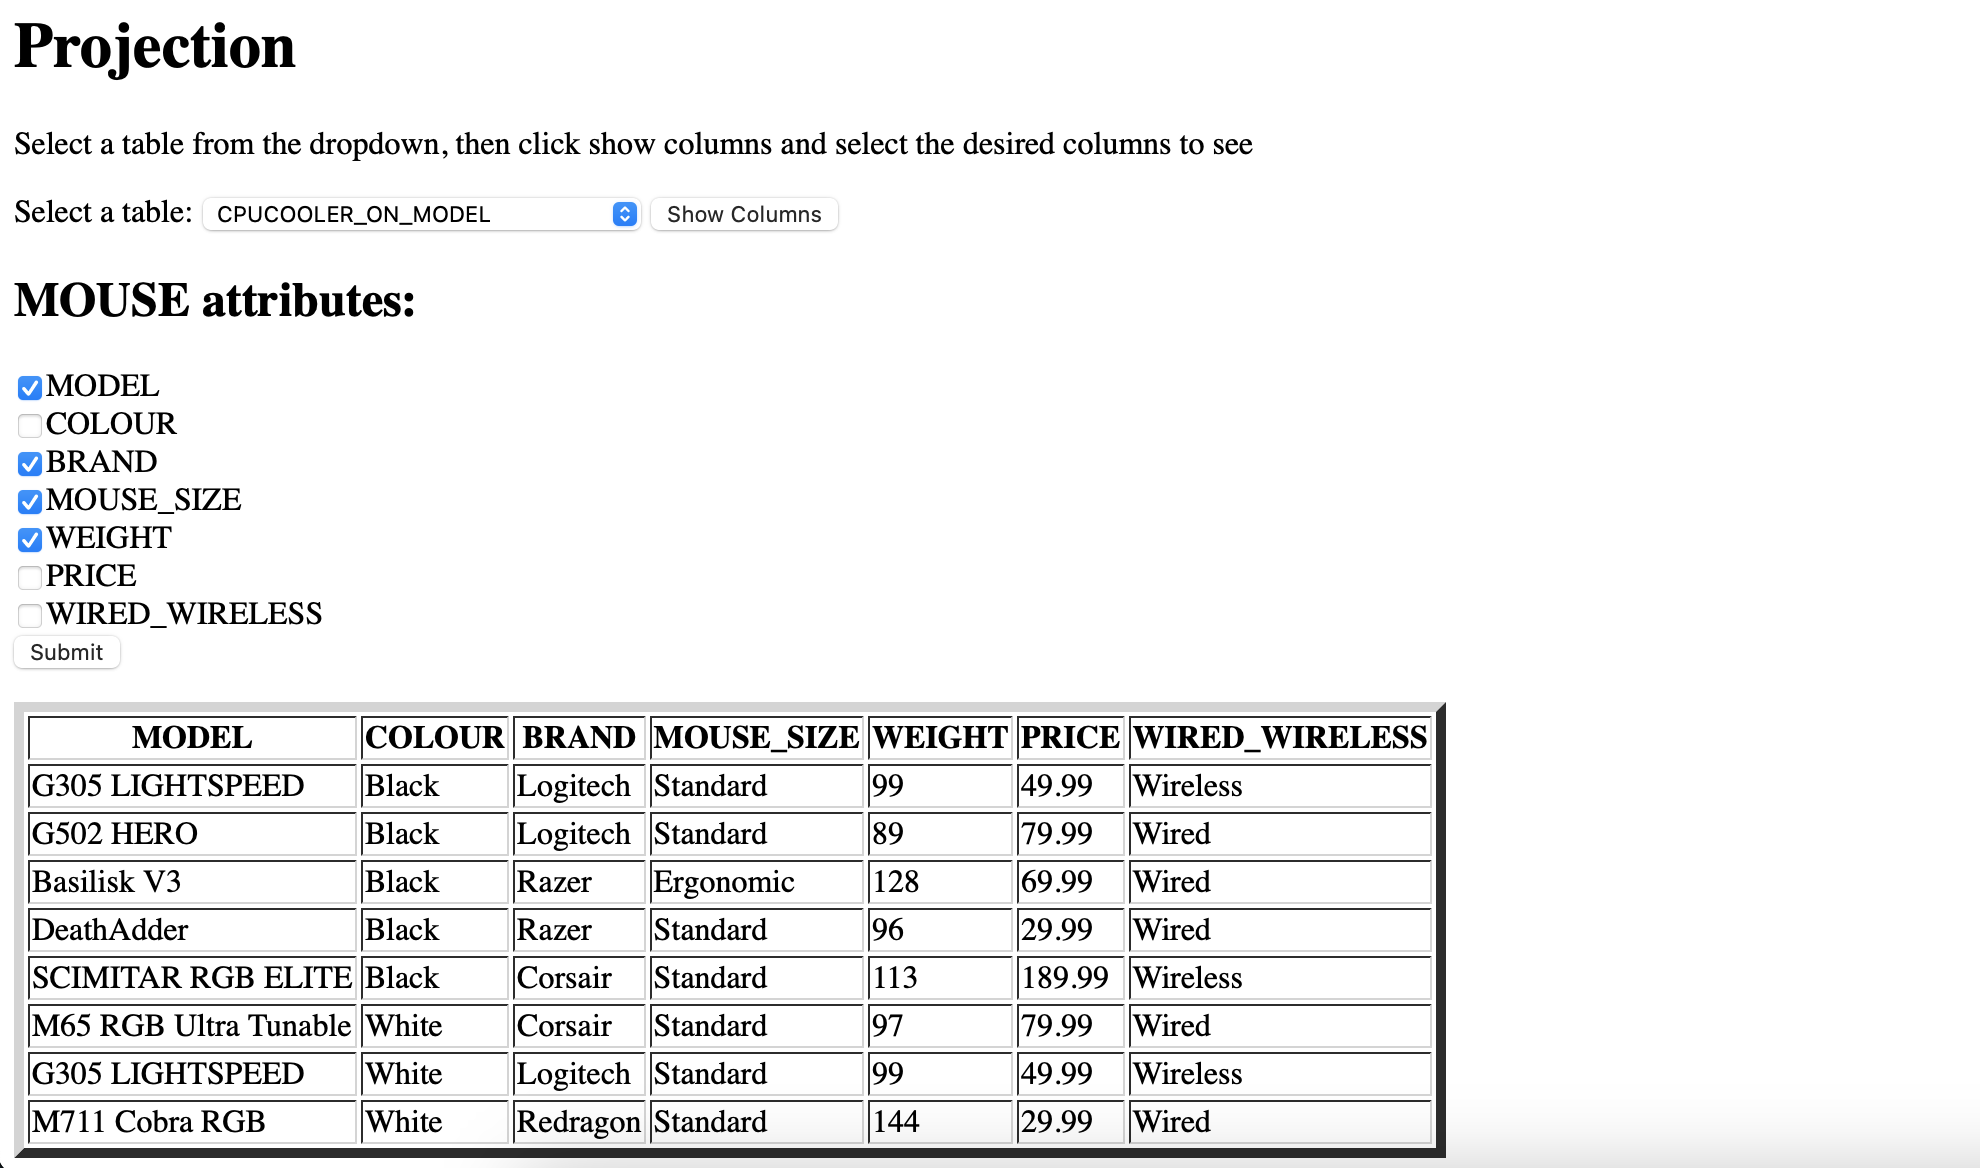 Projection
Select a table from the dropdown, then click show columns and select the desired columns to see
Select a table: CPUCOOLER_ON_MODEL Show Columns
MOUSE attributes:
MODEL
COLOUR
BRAND
MOUSE_SIZE
WEIGHT
PRICE
WIRED_WIRELESS
Submit
MODEL COLOUR BRAND MOUSE_SIZE WEIGHT PRICE WIRED_WIRELESS
G305 LIGHTSPEED Black Logitech Standard 99 49.99 Wireless
G502 HERO Black Logitech Standard 89 79.99 Wired
Basilisk V3 Black Razer Ergonomic 128 69.99 Wired
DeathAdder Black Razer Standard 96 29.99 Wired
SCIMITAR RGB ELITE Black Corsair Standard 113 189.99 Wireless
M65 RGB Ultra Tunable White Corsair Standard 97 79.99 Wired
G305 LIGHTSPEED White Logitech Standard 99 49.99 Wireless
M711 Cobra RGB White Redragon Standard 144 29.99 Wired